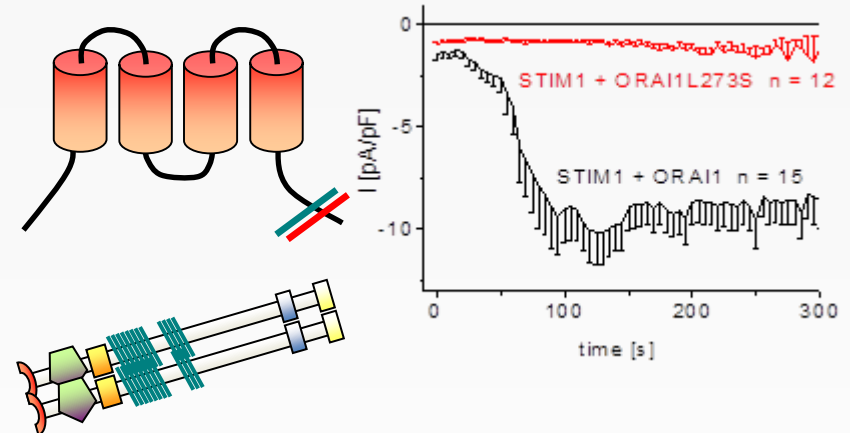 0
STIM1 + ORAI1L273S n = 12
-5
I [pA/pF]
STIM1 + ORAI1 n = 15
-10
0 100 200 300
time [s]